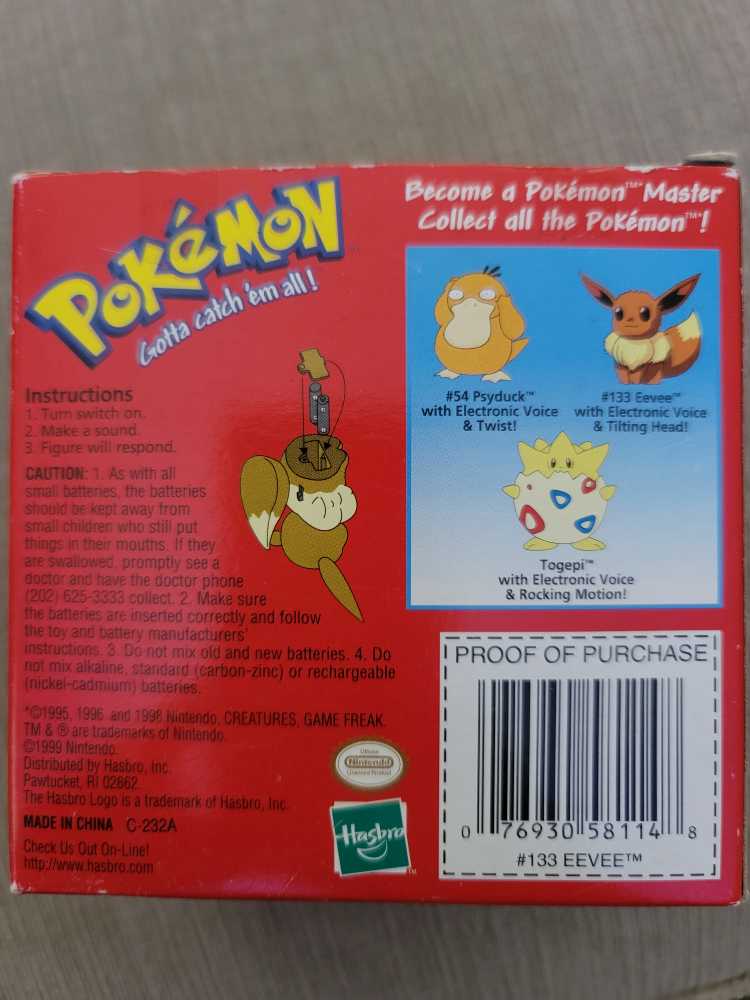 POKéMON
Gotta catch 'em all!
Instructions
1. Turn switch on.
2. Make a sound.
3. Figure will respond.
CAUTION: 1. As with all
small batteries, the batteries
should be kept away from
small children who still put
things in their mouths. If they
are swallowed, promptly see a
doctor and have the doctor phone
(202) 625-3333 collect. 2. Make sure
the batteries are inserted correctly and follow
the toy and battery manufacturers'
instructions. 3. Do not mix old and new batteries. 4. Do
not mix alkaline, standard (carbon-zinc) or rechargeable
(nickel-cadmium) batteries.
*©1995, 1996 and 1998 Nintendo, CREATURES, GAME FREAK.
TM & ® are trademarks of Nintendo.
©1999 Nintendo.
Distributed by Hasbro, Inc.
Pawtucket, RI 02662
The Hasbro Logo is a trademark of Hasbro, Inc.
MADE IN CHINA C-232A
Check Us Out On-Line!
http://www.hasbro.com
Official
Nintendo
Licensed Product
Hasbro
TM
Become a Pokémon™* Master
Collect all the Pokémon™*!
#54 Psyduck™
with Electronic Voice
& Twist!
#133 Eevee™
with Electronic Voice
& Tilting Head!
Togepi™
with Electronic Voice
& Rocking Motion!
PROOF OF PURCHASE
0 76930 58114 8
#133 EEVEE™